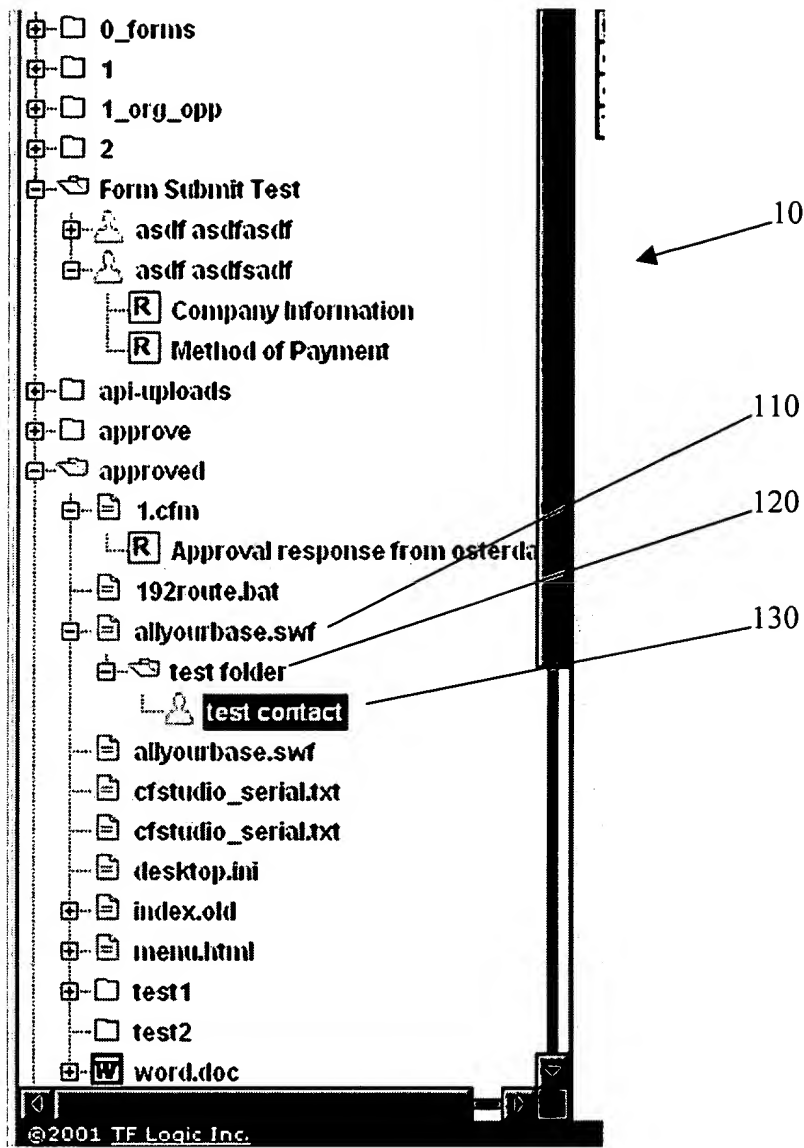 0_forms
1
1_org_opp
2
Form Submit Test
10
asdf asdfasdf
asdf asdfsadf
R Company Information
R Method of Payment
api-uploads
110
approve
approved
120
1.cfm
R Approval response from osterda
192route.bat
130
allyourbase.swf
test folder
test contact
allyourbase.swf
cfstudio_serial.txt
cfstudio_serial.txt
desktop.ini
index.old
menu.html
test1
test2
W word.doc
©2001 TF Logic Inc.